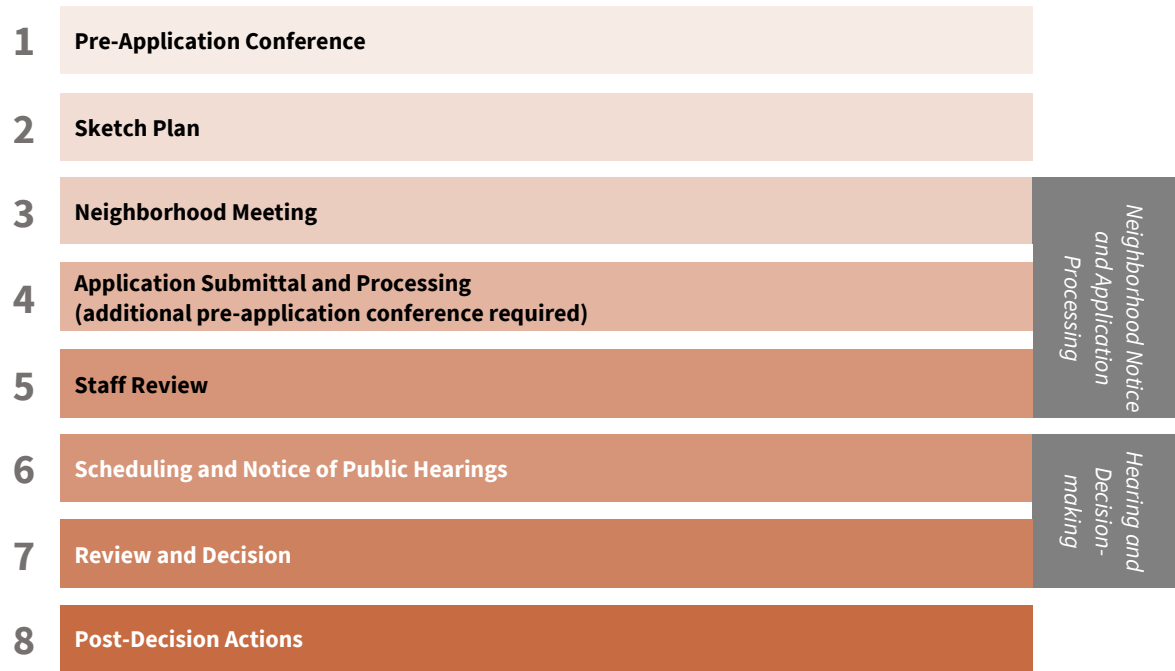 1 Pre-Application Conference
2 Sketch Plan
3 Neighborhood Meeting
4 Application Submittal and Processing
(additional pre-application conference required)
5 Staff Review
Neighborhood Notice
and Application
Processing
6 Scheduling and Notice of Public Hearings
7 Review and Decision
Hearing and
Decision-
making
8 Post-Decision Actions